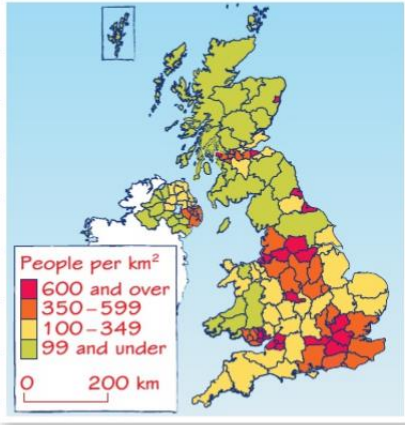 People per km²
600 and over
350–599
100–349
99 and under
0 200 km